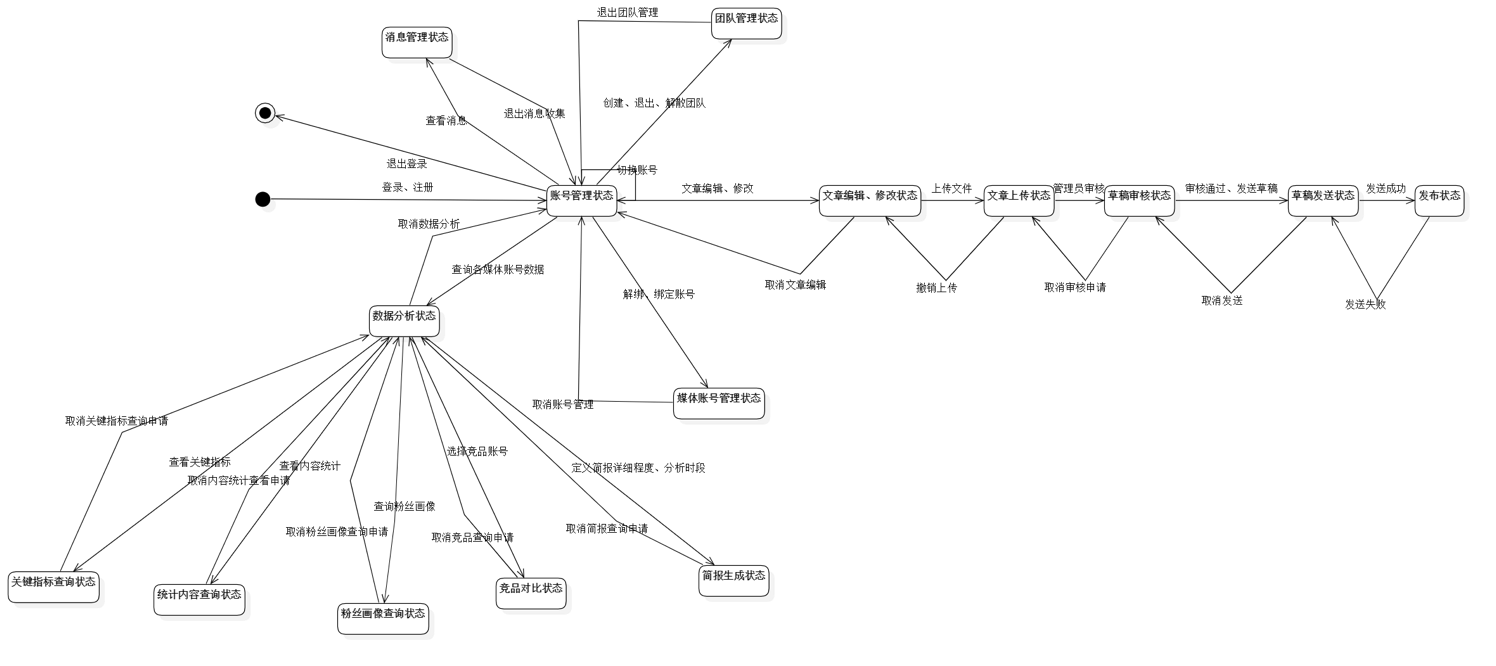 退出团队管理
团队管理状态
消息管理状态
创建、退出、解散团队
退出消息收集
查看消息
退出登录
切换账号
登录、注册
文章编辑、修改
上传文件
管理员审核
审核通过、发送草稿
发送成功
账号管理状态
文章编辑、修改状态
文章上传状态
草稿审核状态
草稿发送状态
发布状态
取消数据分析
查询各媒体账号数据
取消文章编辑
撤销上传
取消审核申请
解绑、绑定账号
取消发送
发送失败
数据分析状态
媒体账号管理状态
取消账号管理
取消关键指标查询申请
选择竞品账号
查看关键指标
查看内容统计
定义简报详细程度、分析时段
取消内容统计查看申请
查询粉丝画像
取消粉丝画像查询申请
取消竞品查询申请
取消简报查询申请
关键指标查询状态
统计内容查询状态
粉丝画像查询状态
竞品对比状态
简报生成状态